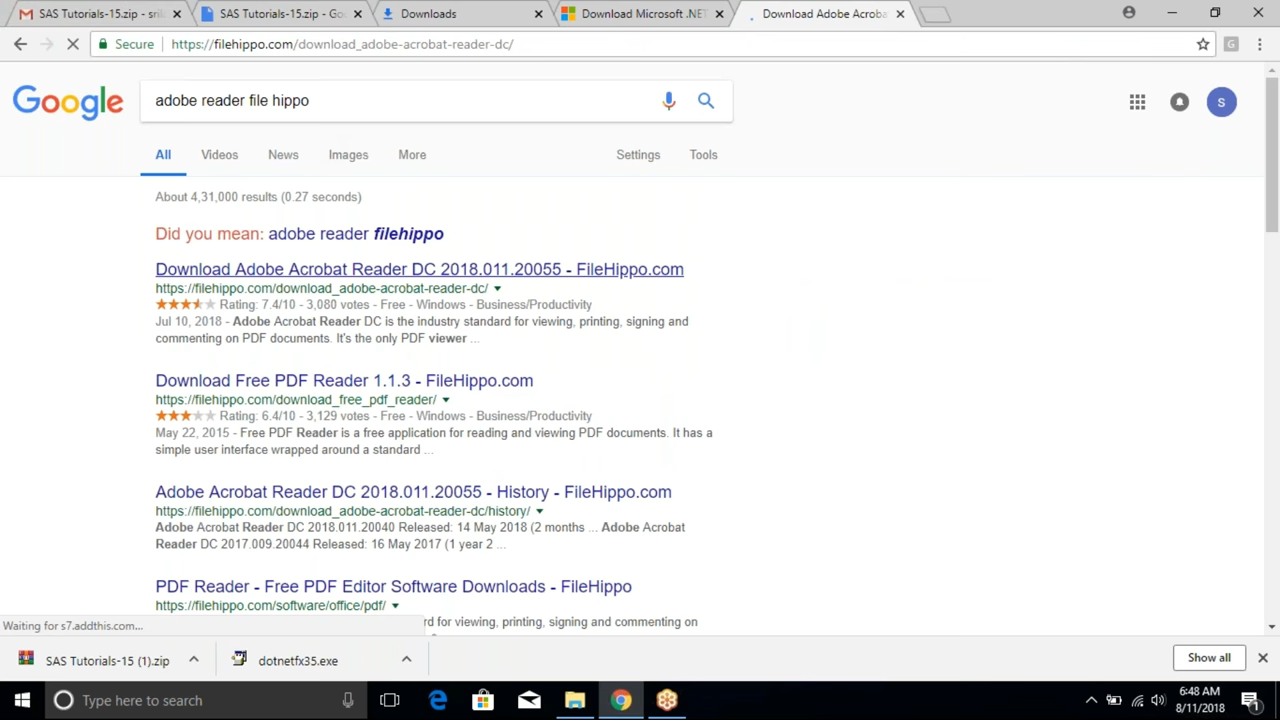 SAS Tutorials-15.zip - sril
SAS Tutorials-15.zip - Go
Downloads
Download Microsoft .NET
Download Adobe Acroba
Secure
https://filehippo.com/download_adobe-acrobat-reader-dc/
G
Google
adobe reader file hippo
S
All
Videos
News
Images
More
Settings
Tools
About 4,31,000 results (0.27 seconds)
Did you mean: adobe reader filehippo
Download Adobe Acrobat Reader DC 2018.011.20055 - FileHippo.com
https://filehippo.com/download_adobe-acrobat-reader-dc/
Rating: 7.4/10 - 3,080 votes - Free - Windows - Business/Productivity
Jul 10, 2018 - Adobe Acrobat Reader DC is the industry standard for viewing, printing, signing and
commenting on PDF documents. It's the only PDF viewer ...
Download Free PDF Reader 1.1.3 - FileHippo.com
https://filehippo.com/download_free_pdf_reader/
Rating: 6.4/10 - 3,129 votes - Free - Windows - Business/Productivity
May 22, 2015 - Free PDF Reader is a free application for reading and viewing PDF documents. It has a
simple user interface wrapped around a standard ...
Adobe Acrobat Reader DC 2018.011.20055 - History - FileHippo.com
https://filehippo.com/download_adobe-acrobat-reader-dc/history/
Adobe Acrobat Reader DC 2018.011.20040 Released: 14 May 2018 (2 months ... Adobe Acrobat
Reader DC 2017.009.20044 Released: 16 May 2017 (1 year 2 ...
PDF Reader - Free PDF Editor Software Downloads - FileHippo
https://filehippo.com/software/office/pdf/
rd for viewing, printing, signing and commenting on
Waiting for s7.addthis.com...
SAS Tutorials-15 (1).zip
dotnetfx35.exe
Show all
Type here to search
6:48 AM
8/11/2018
1